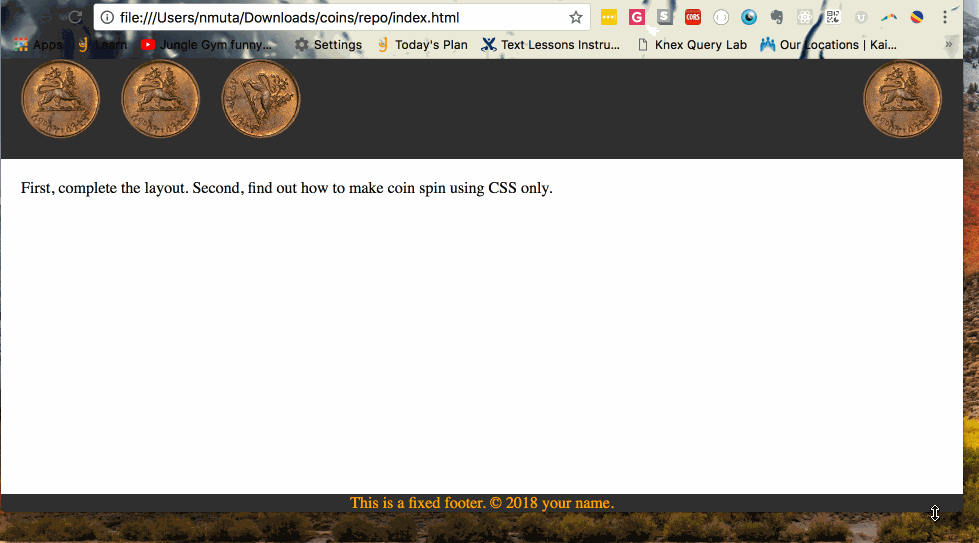 file:///Users/nmuta/Downloads/coins/repo/index.html
Apps Learn Jungle Gym funny... Settings Today's Plan Text Lessons Instru... Knex Query Lab Our Locations | Kai... »
First, complete the layout. Second, find out how to make coin spin using CSS only.
This is a fixed footer. © 2018 your name.